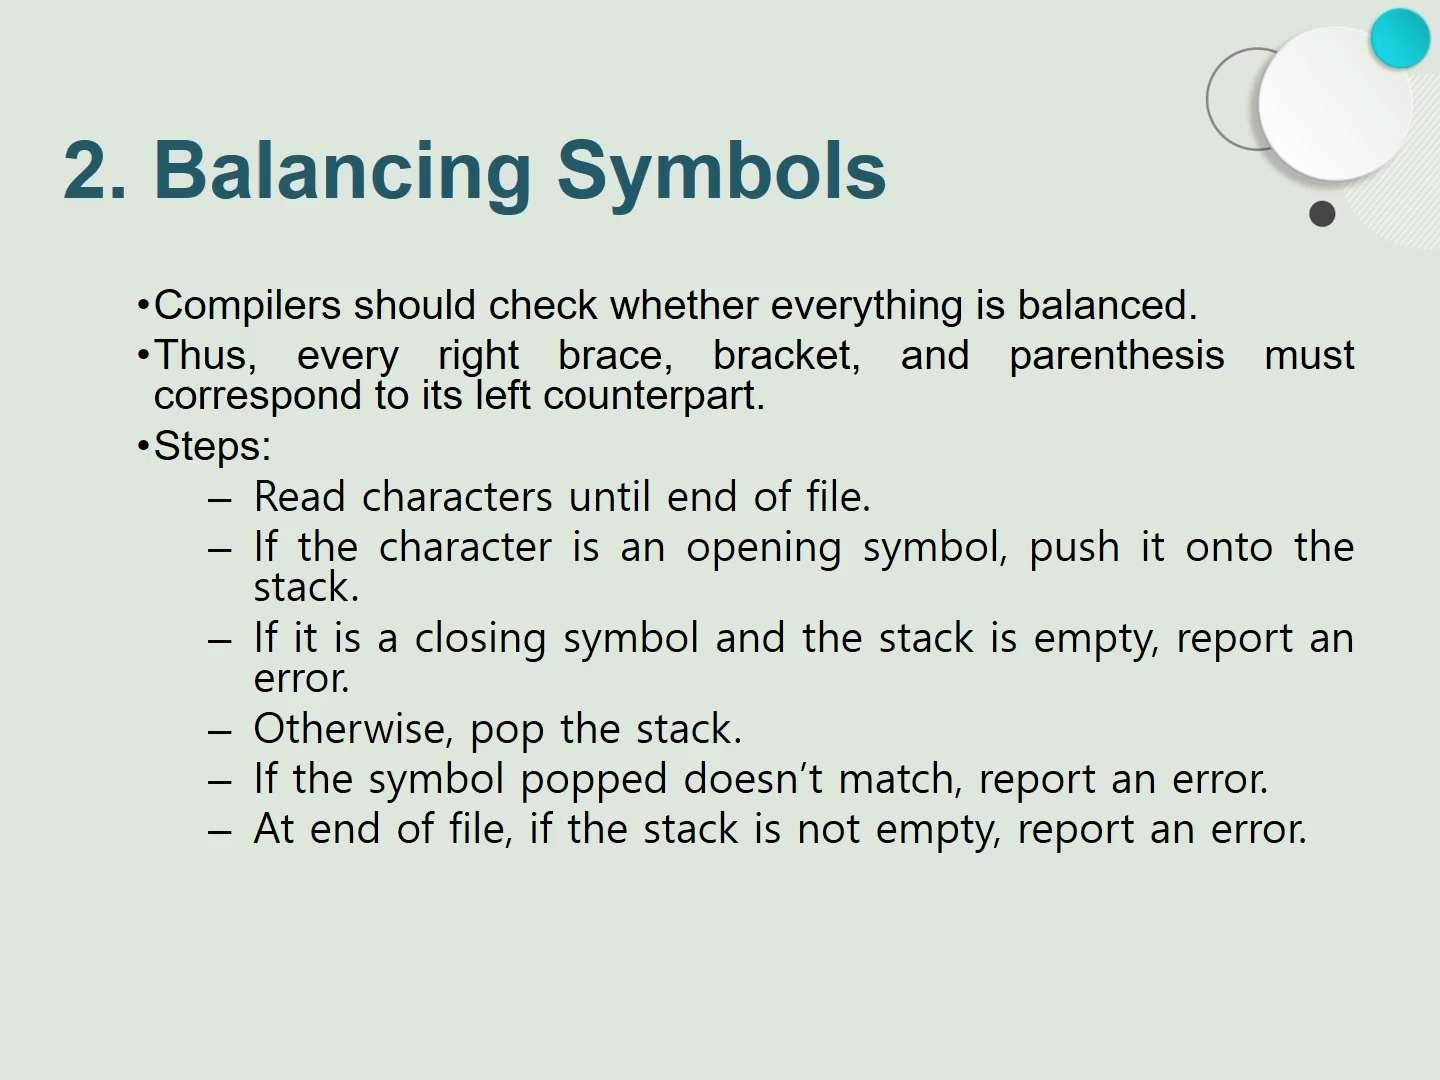 2. Balancing Symbols
•Compilers should check whether everything is balanced.
•Thus, every right brace, bracket, and parenthesis must
correspond to its left counterpart.
•Steps:
– Read characters until end of file.
– If the character is an opening symbol, push it onto the
stack.
– If it is a closing symbol and the stack is empty, report an
error.
– Otherwise, pop the stack.
– If the symbol popped doesn’t match, report an error.
– At end of file, if the stack is not empty, report an error.